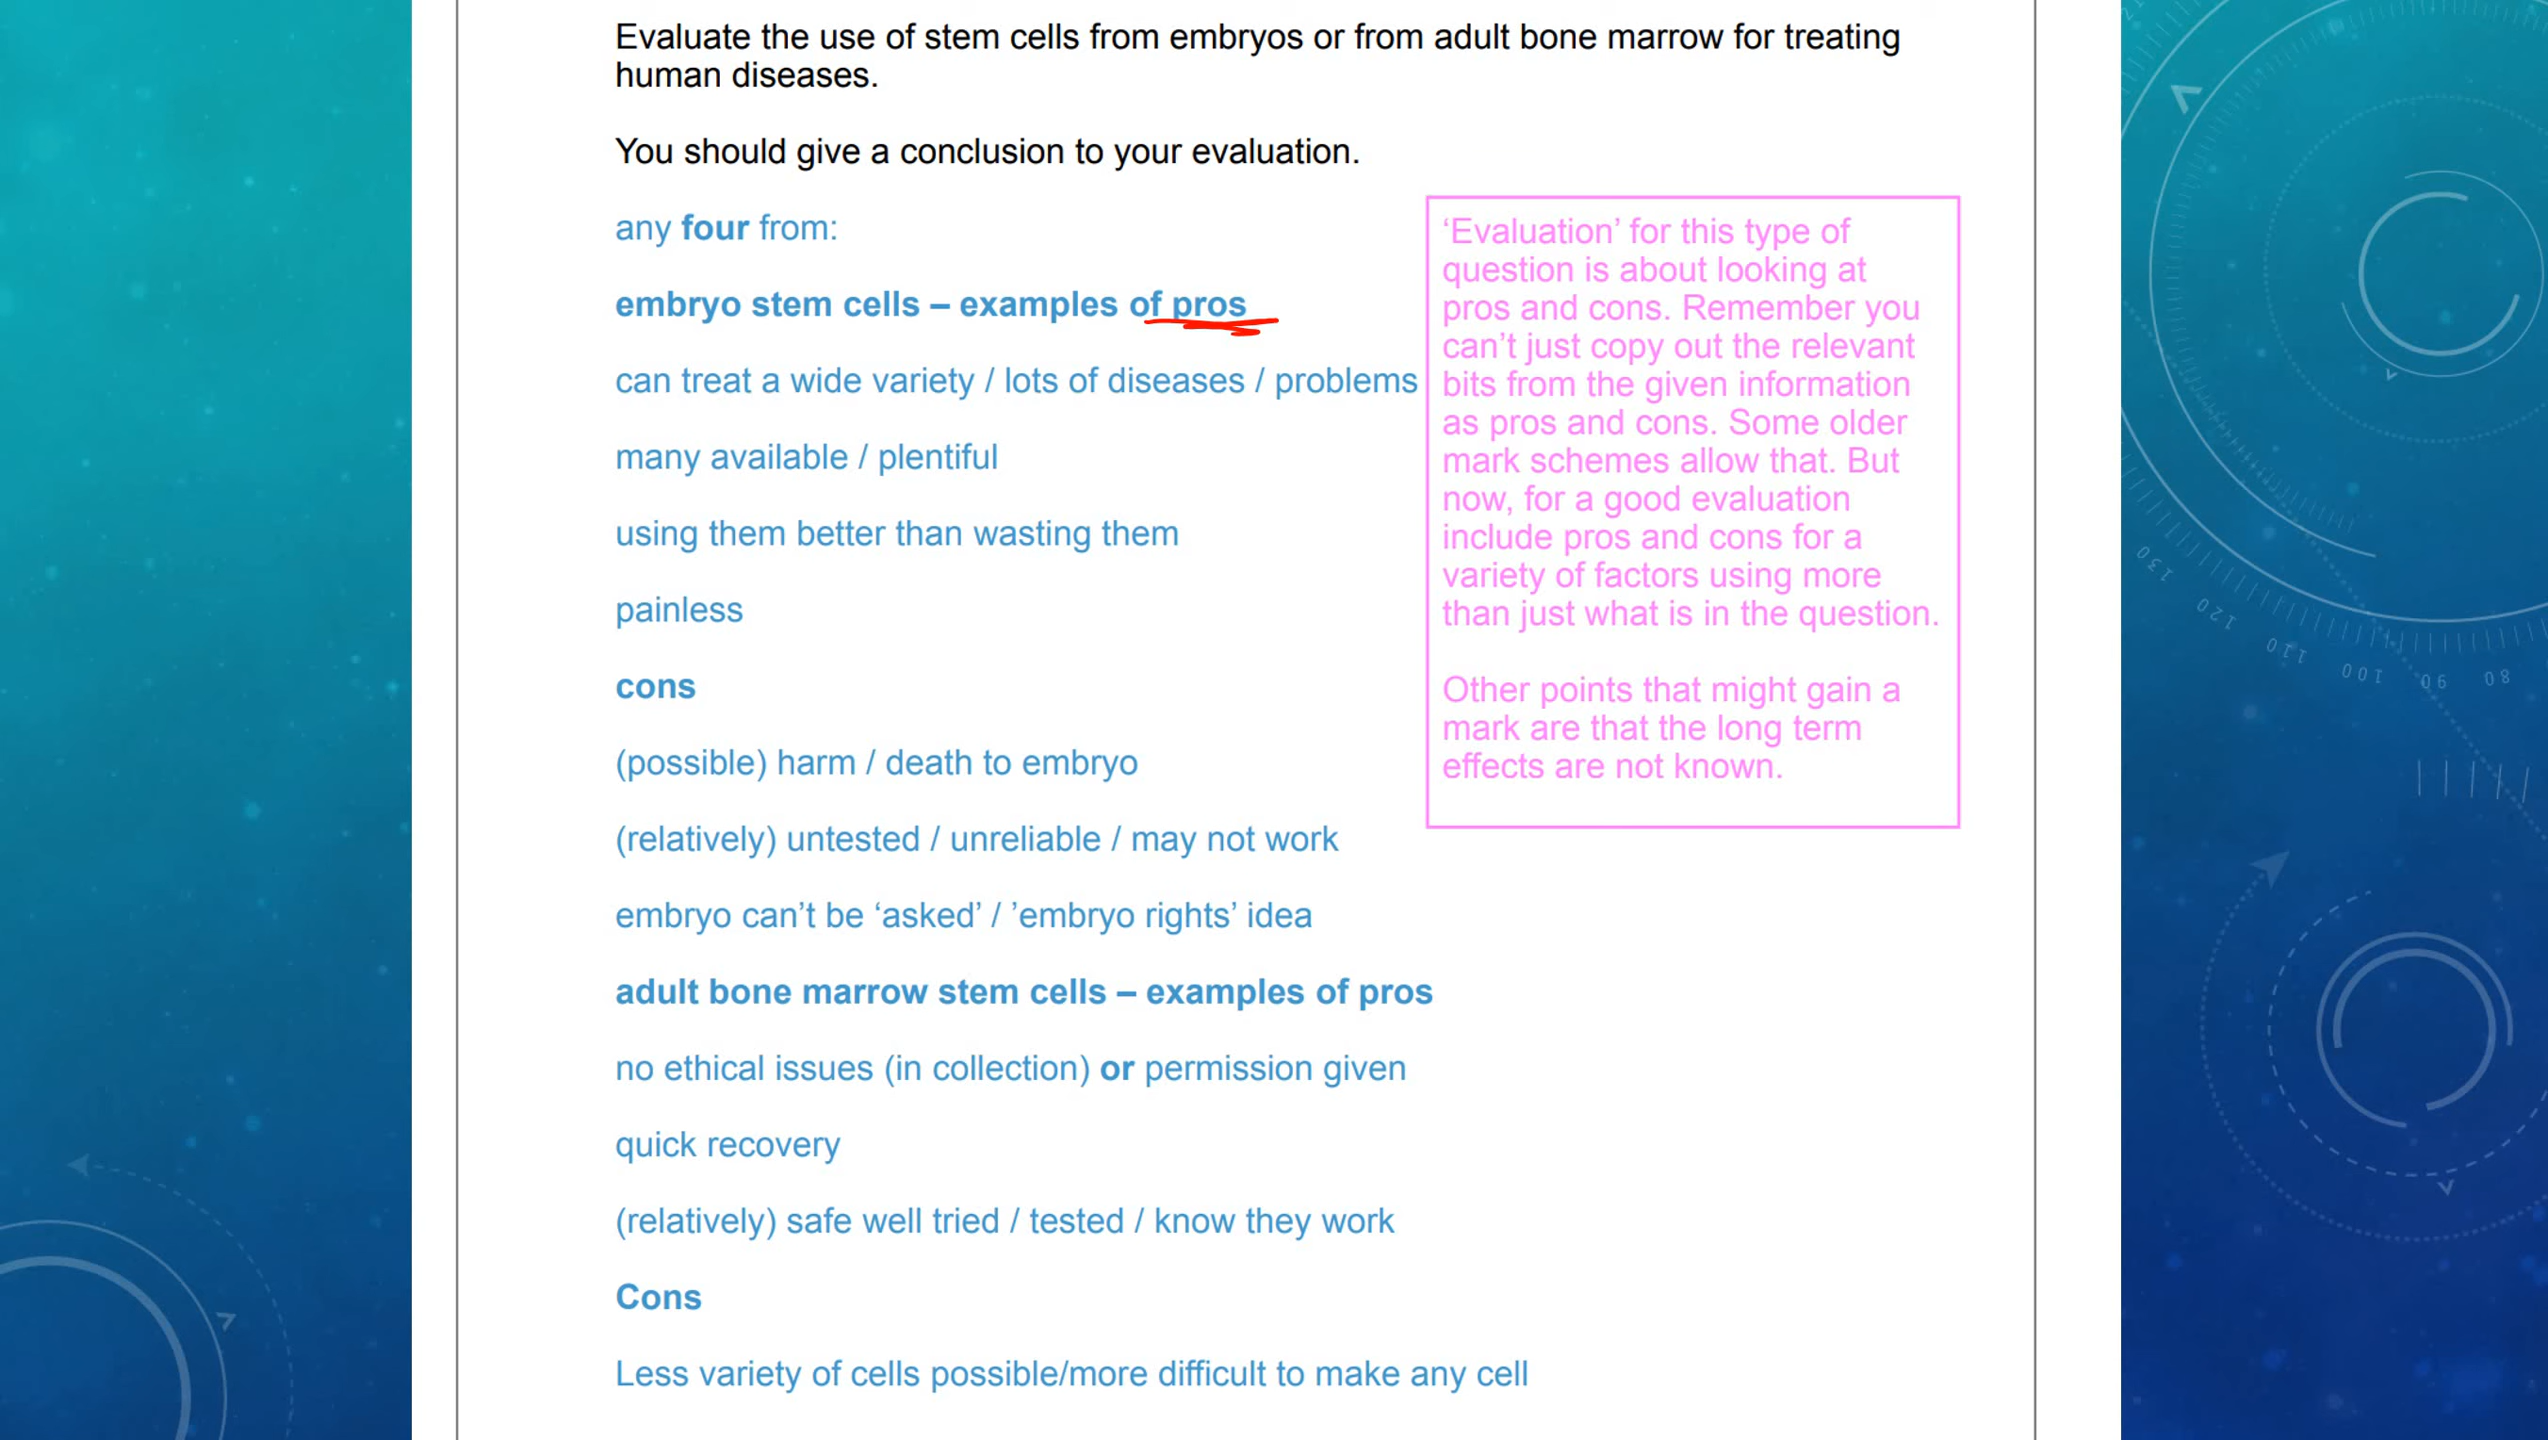 Evaluate the use of stem cells from embryos or from adult bone marrow for treating
human diseases.
You should give a conclusion to your evaluation.
any four from:
embryo stem cells – examples of pros
can treat a wide variety / lots of diseases / problems
many available / plentiful
using them better than wasting them
painless
cons
(possible) harm / death to embryo
(relatively) untested / unreliable / may not work
embryo can’t be ‘asked’ / ’embryo rights’ idea
adult bone marrow stem cells – examples of pros
no ethical issues (in collection) or permission given
quick recovery
(relatively) safe well tried / tested / know they work
Cons
Less variety of cells possible/more difficult to make any cell
‘Evaluation’ for this type of
question is about looking at
pros and cons. Remember you
can’t just copy out the relevant
bits from the given information
as pros and cons. Some older
mark schemes allow that. But
now, for a good evaluation
include pros and cons for a
variety of factors using more
than just what is in the question.
Other points that might gain a
mark are that the long term
effects are not known.
130
120
110
100
90
80